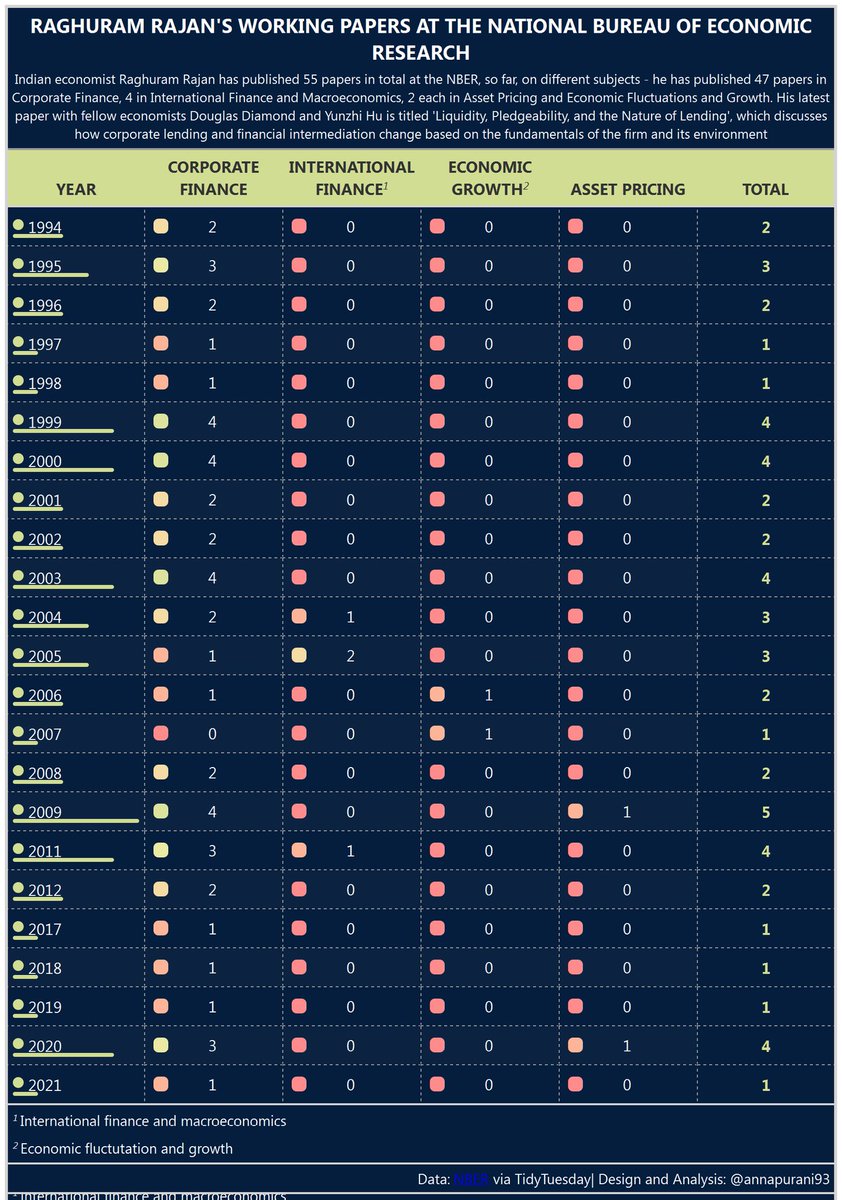 RAGHURAM RAJAN'S WORKING PAPERS AT THE NATIONAL BUREAU OF ECONOMIC
RESEARCH
Indian economist Raghuram Rajan has published 55 papers in total at the NBER, so far, on different subjects - he has published 47 papers in
Corporate Finance, 4 in International Finance and Macroeconomics, 2 each in Asset Pricing and Economic Fluctuations and Growth. His latest
paper with fellow economists Douglas Diamond and Yunzhi Hu is titled 'Liquidity, Pledgeability, and the Nature of Lending', which discusses
how corporate lending and financial intermediation change based on the fundamentals of the firm and its environment
YEAR CORPORATE FINANCE INTERNATIONAL FINANCE¹ ECONOMIC GROWTH² ASSET PRICING TOTAL
1994 2 0 0 0 2
1995 3 0 0 0 3
1996 2 0 0 0 2
1997 1 0 0 0 1
1998 1 0 0 0 1
1999 4 0 0 0 4
2000 4 0 0 0 4
2001 2 0 0 0 2
2002 2 0 0 0 2
2003 4 0 0 0 4
2004 2 1 0 0 3
2005 1 2 0 0 3
2006 1 0 1 0 2
2007 0 0 1 0 1
2008 2 0 0 0 2
2009 4 0 0 1 5
2011 3 1 0 0 4
2012 2 0 0 0 2
2017 1 0 0 0 1
2018 1 0 0 0 1
2019 1 0 0 0 1
2020 3 0 0 1 4
2021 1 0 0 0 1
¹ International finance and macroeconomics
² Economic fluctutation and growth
Data: NBER via TidyTuesday| Design and Analysis: @annapurani93
¹ International finance and macroeconomics